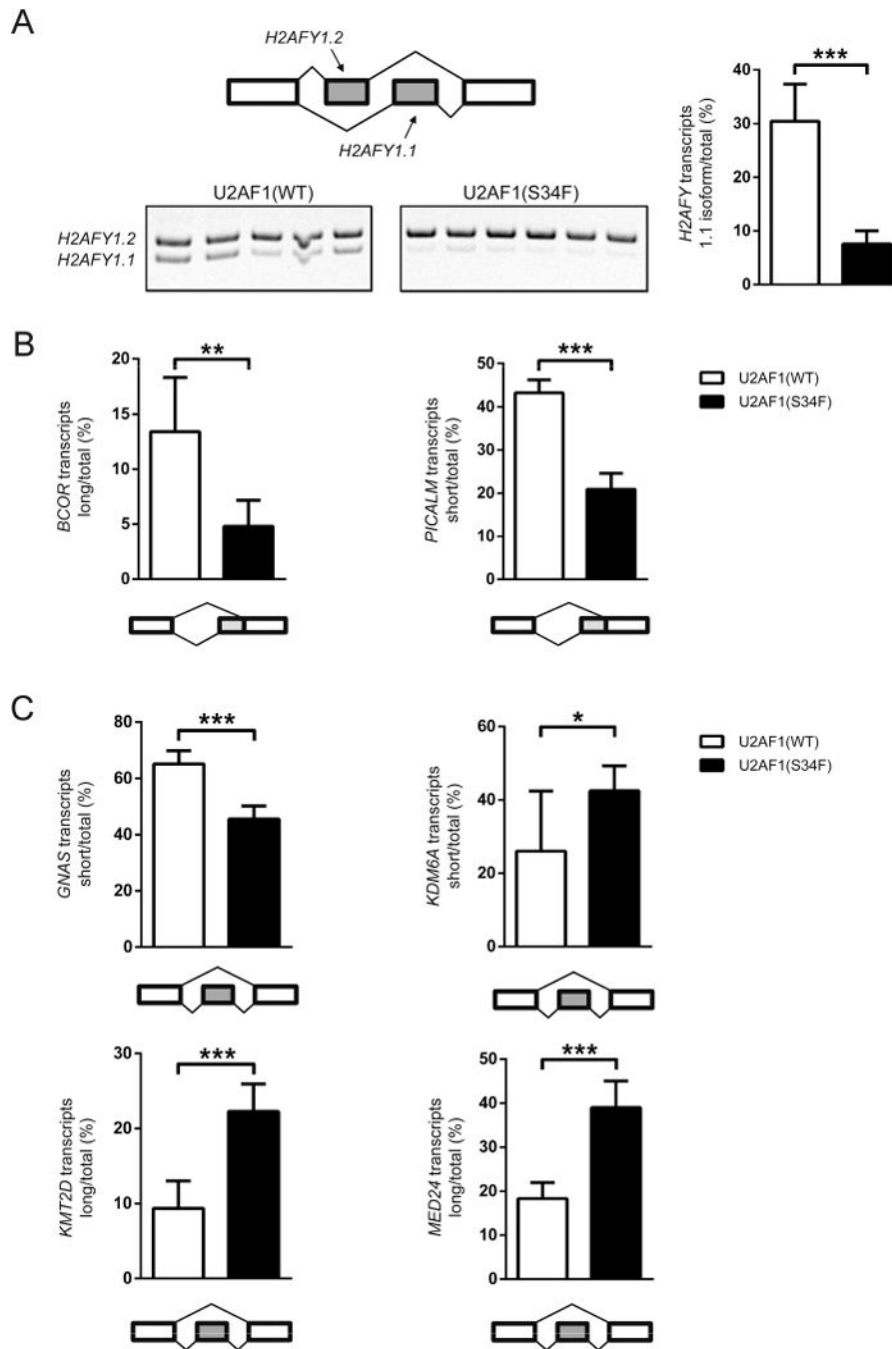 A
H2AFY1.2
H2AFY1.1
U2AF1(WT)
U2AF1(S34F)
H2AFY1.2
H2AFY1.1
H2AFY transcripts
1.1 isoform/total (%)
40
30
20
10
0
***
B
BCOR transcripts
long/total (%)
20
15
10
5
0
**
PICALM transcripts
short/total (%)
50
40
30
20
10
0
***
U2AF1(WT)
U2AF1(S34F)
C
GNAS transcripts
short/total (%)
80
60
40
20
0
***
KDM6A transcripts
short/total (%)
60
40
20
0
*
U2AF1(WT)
U2AF1(S34F)
KMT2D transcripts
long/total (%)
30
20
10
0
***
MED24 transcripts
long/total (%)
50
40
30
20
10
0
***